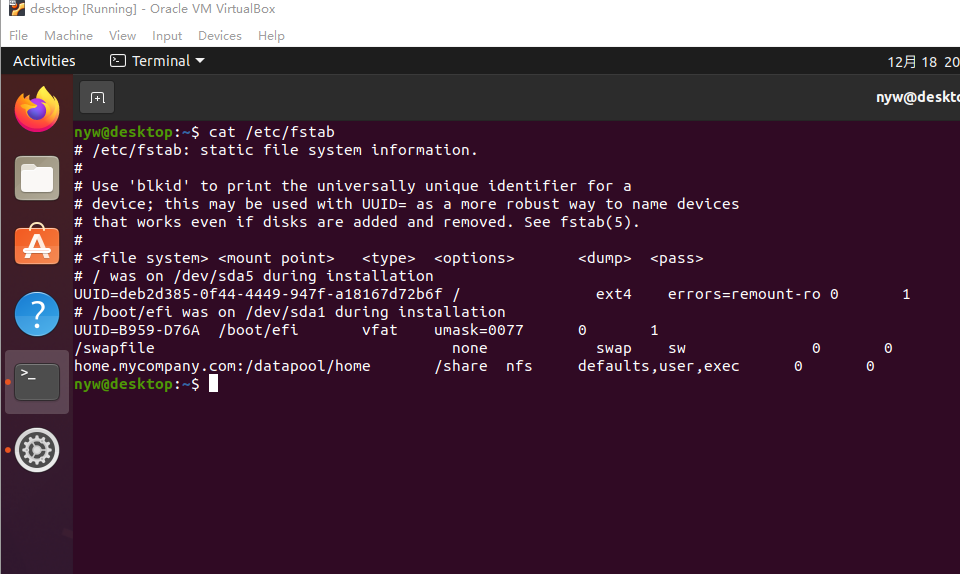 desktop [Running] - Oracle VM VirtualBox
File Machine View Input Devices Help
Activities Terminal 12月 18 20
nyw@deskto
nyw@desktop:~$ cat /etc/fstab
# /etc/fstab: static file system information.
#
# Use 'blkid' to print the universally unique identifier for a
# device; this may be used with UUID= as a more robust way to name devices
# that works even if disks are added and removed. See fstab(5).
#
# <file system> <mount point>   <type>  <options>       <dump>  <pass>
# / was on /dev/sda5 during installation
UUID=deb2d385-0f44-4449-947f-a18167d72b6f /               ext4    errors=remount-ro 0       1
# /boot/efi was on /dev/sda1 during installation
UUID=B959-D76A  /boot/efi       vfat    umask=0077      0       1
/swapfile                                 none            swap    sw              0       0
home.mycompany.com:/datapool/home       /share  nfs     defaults,user,exec      0       0
nyw@desktop:~$